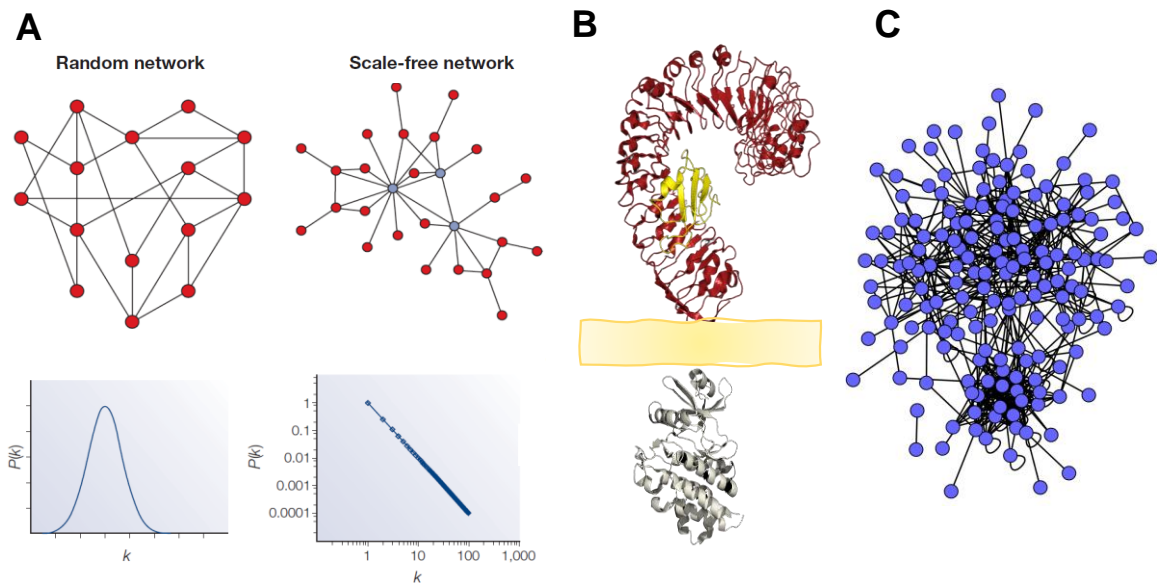 A
B
C
Random network
Scale-free network
P(k)
k
P(k)
1
0.1
0.01
0.001
0.0001
1 10 100 1,000
k